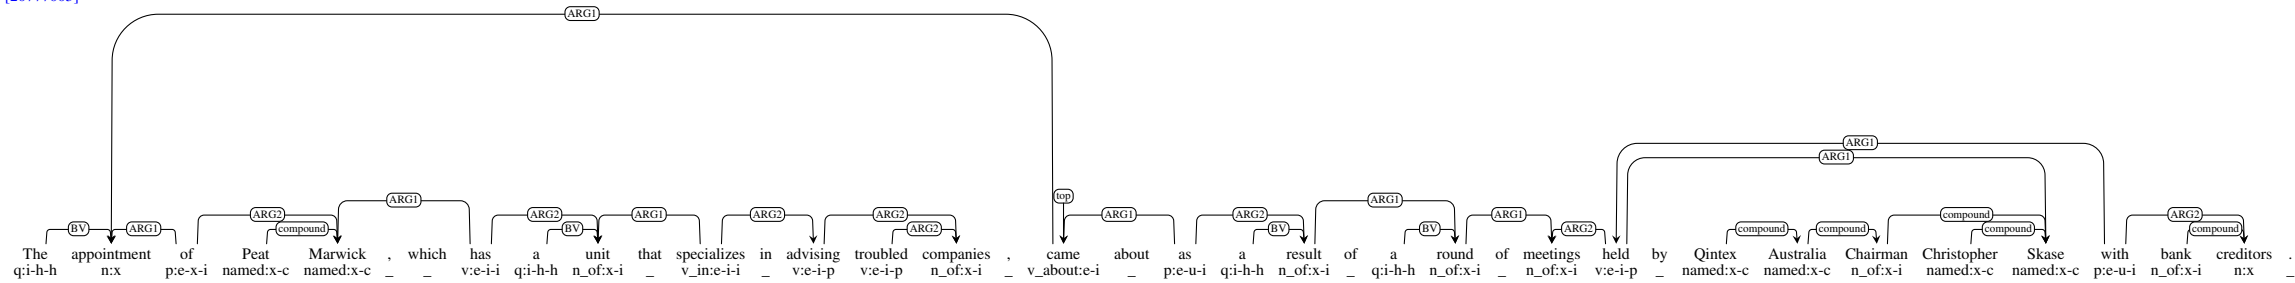 ARG1
top
ARG1
ARG1
ARG1 ARG1
ARG2 ARG2 ARG1 ARG2 ARG2 ARG1 ARG2 ARG1 compound ARG2
BV ARG1 compound BV ARG2 BV BV ARG2 compound compound compound compound
The appointment of Peat Marwick , which has a unit that specializes in advising troubled companies , came about as a result of a round of meetings held by Qintex Australia Chairman Christopher Skase with bank creditors .
q:i-h-h n:x p:e-x-i named:x-c named:x-c _ _ v:e-i-i q:i-h-h n_of:x-i _ v_in:e-i-i _ v:e-i-p v:e-i-p n_of:x-i _ v_about:e-i _ p:e-u-i q:i-h-h n_of:x-i _ q:i-h-h n_of:x-i _ n_of:x-i v:e-i-p _ named:x-c named:x-c n_of:x-i named:x-c named:x-c p:e-u-i n_of:x-i n:x _